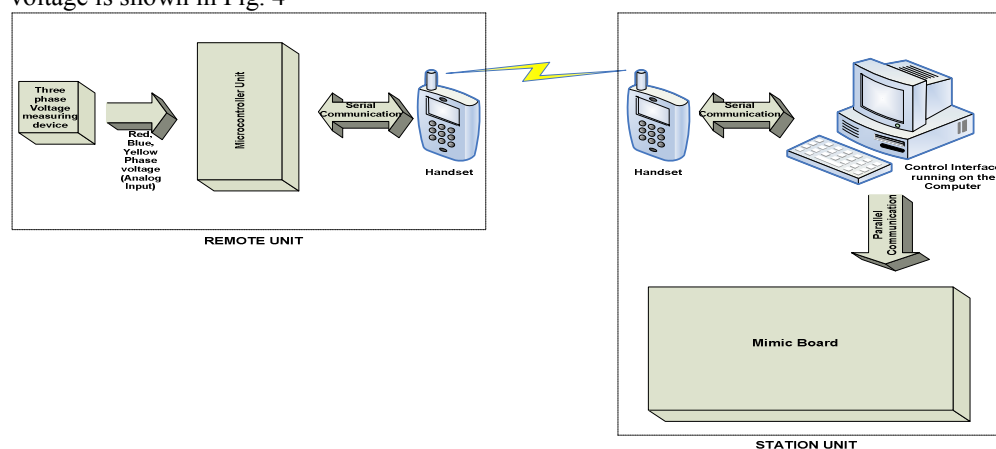 voltage is shown in Fig. 4
Three
phase
Voltage
measuring
device
Red,
Blue,
Yellow
Phase
voltage
(Analog
Input)
Microcontroller Unit
Serial
Communication
Handset
REMOTE UNIT
Serial
Communication
Handset
Control Interface
running on the
Computer
Parallel
Communication
Mimic Board
STATION UNIT